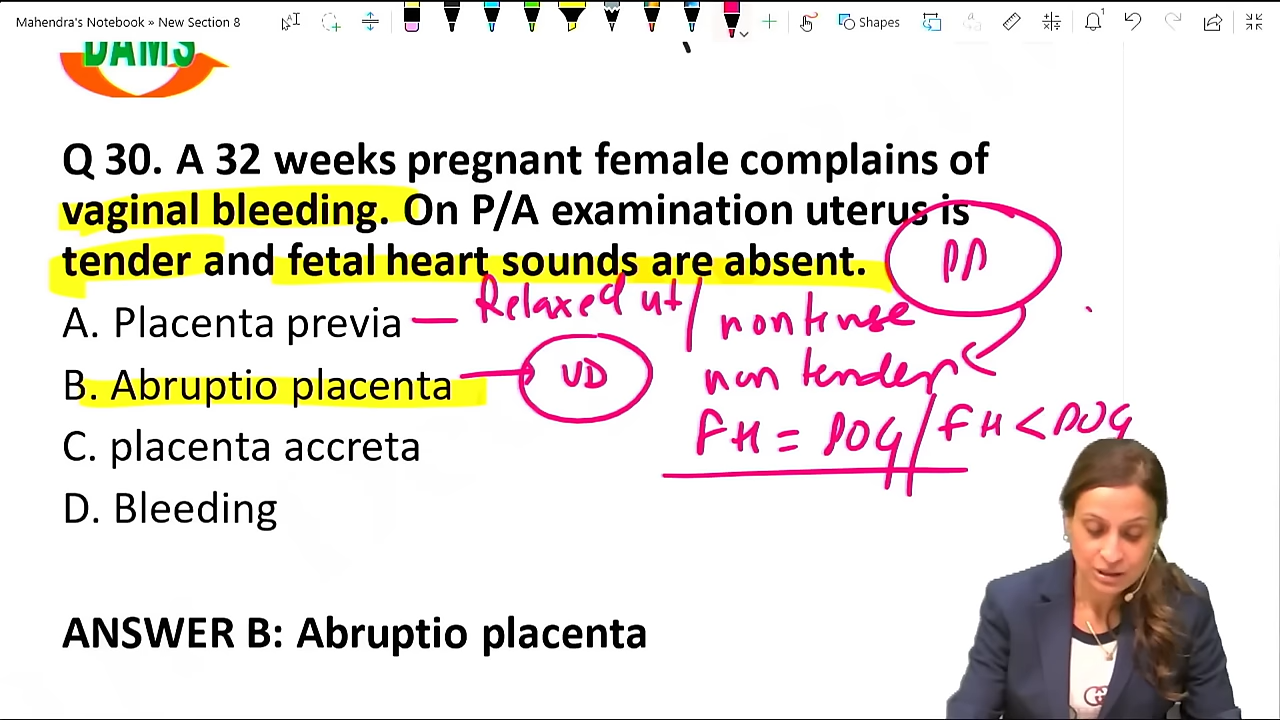 Mahendra's Notebook » New Section 8
Shapes
DAMS
Q 30. A 32 weeks pregnant female complains of
vaginal bleeding. On P/A examination uterus is
tender and fetal heart sounds are absent.
PA
A. Placenta previa — Relaxed ut / nontense
non tender
B. Abruptio placenta
FH = POG / FH < POG
C. placenta accreta
D. Bleeding
ANSWER B: Abruptio placenta